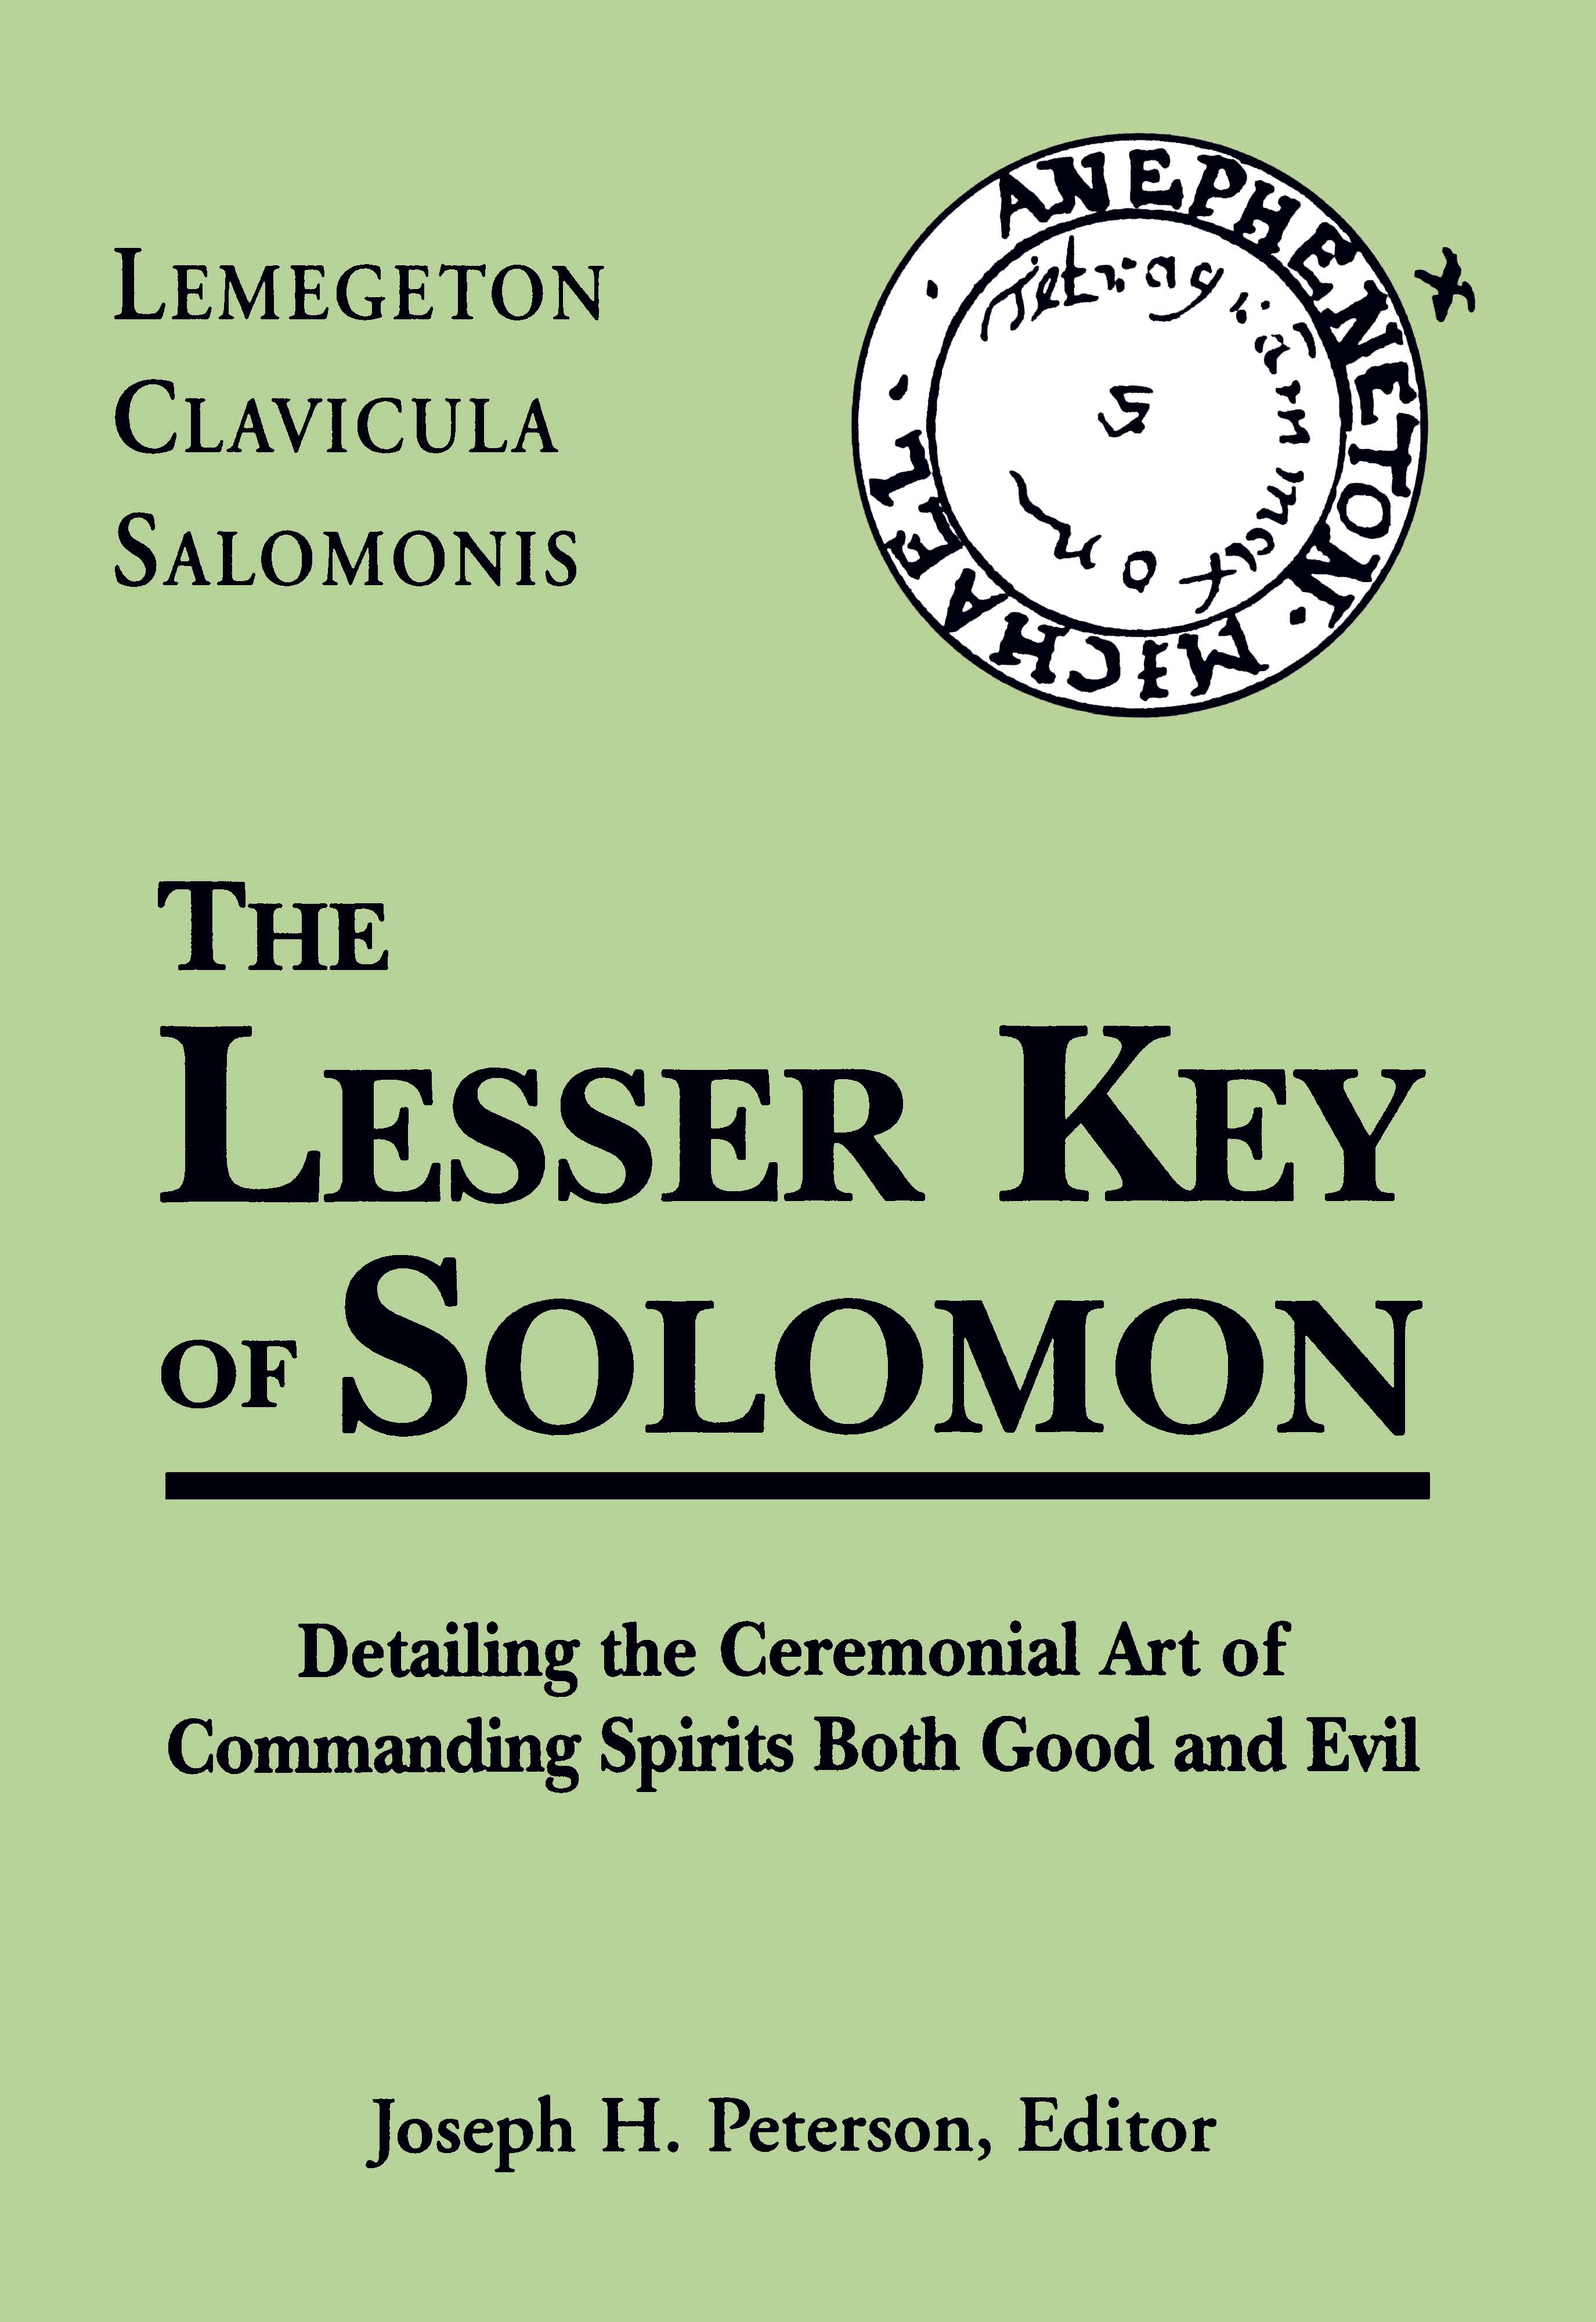 LEMEGETON
CLAVICULA
SALOMONIS
ANEPHENETON · MICHAEL · ·
Tetragrammaton
S
THE
LESSER KEY
OF SOLOMON
Detailing the Ceremonial Art of
Commanding Spirits Both Good and Evil
Joseph H. Peterson, Editor